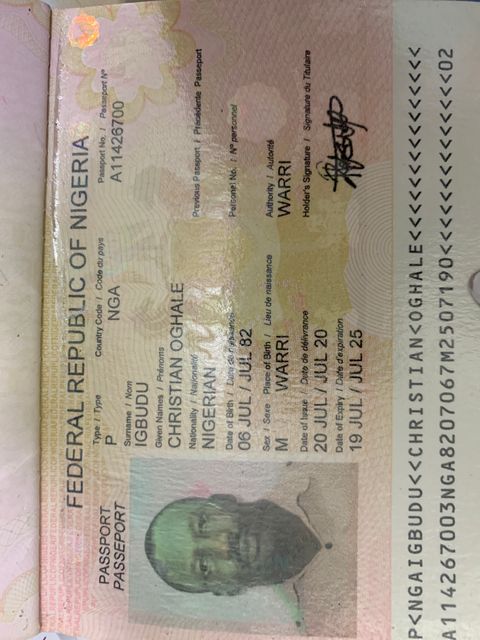 FEDERAL REPUBLIC OF NIGERIA
PASSPORT
PASSEPORT
Type / Type Country Code / Code du pays Passport No. / Passeport N°
P NGA A11426700
Surname / Nom
IGBUDU
Given Names / Prénoms
CHRISTIAN OGHALE
Nationality / Nationalité Previous Passport / Précédente Passeport
NIGERIAN
Date of Birth / Date de naissance Personal No. / N° personnel
06 JUL / JUL 82
Sex / Sexe Place of Birth / Lieu de naissance Authority / Autorité
M WARRI WARRI
Date of Issue / Date de délivrance Holder's Signature / Signature du Titulaire
20 JUL / JUL 20
Date of Expiry / Date d'expiration
19 JUL / JUL 25
P<NGAIGBUDU<<CHRISTIAN<OGHALE<<<<<<<<<<<<<<<
A114267003NGA8207067M2507190<<<<<<<<<<<<<<02